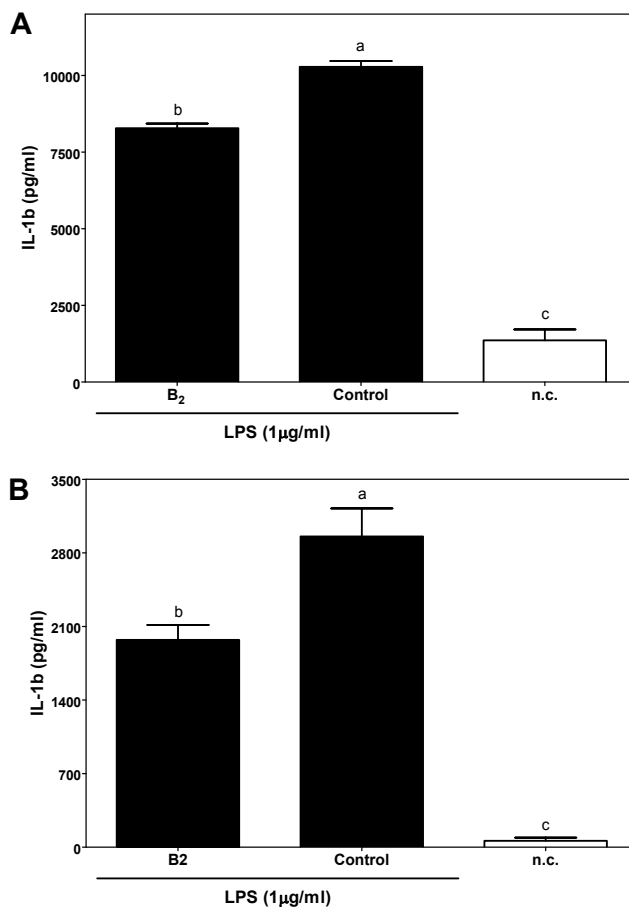 A
IL-1b (pg/ml)
10000
7500
5000
2500
0
b
a
c
B₂ Control n.c.
LPS (1µg/ml)
B
IL-1b (pg/ml)
3500
2800
2100
1400
700
0
b
a
c
B2 Control n.c.
LPS (1µg/ml)